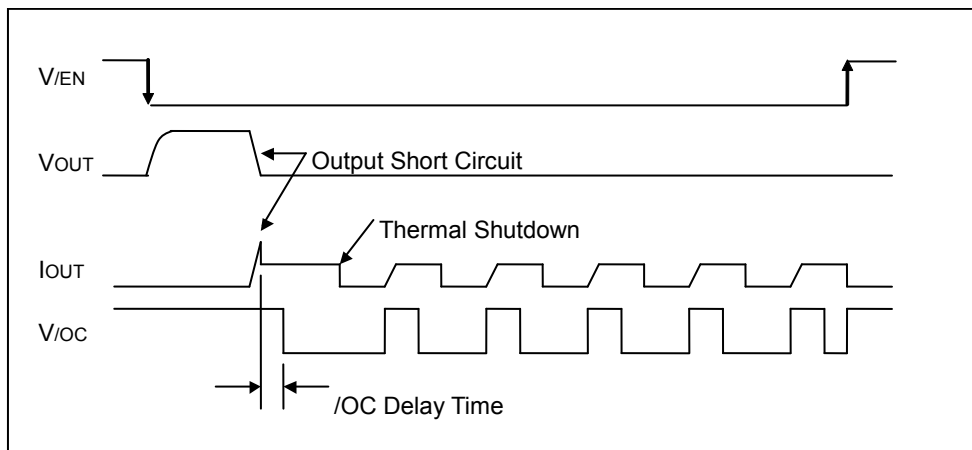 V/EN
VOUT
Output Short Circuit
Thermal Shutdown
IOUT
V/OC
/OC Delay Time